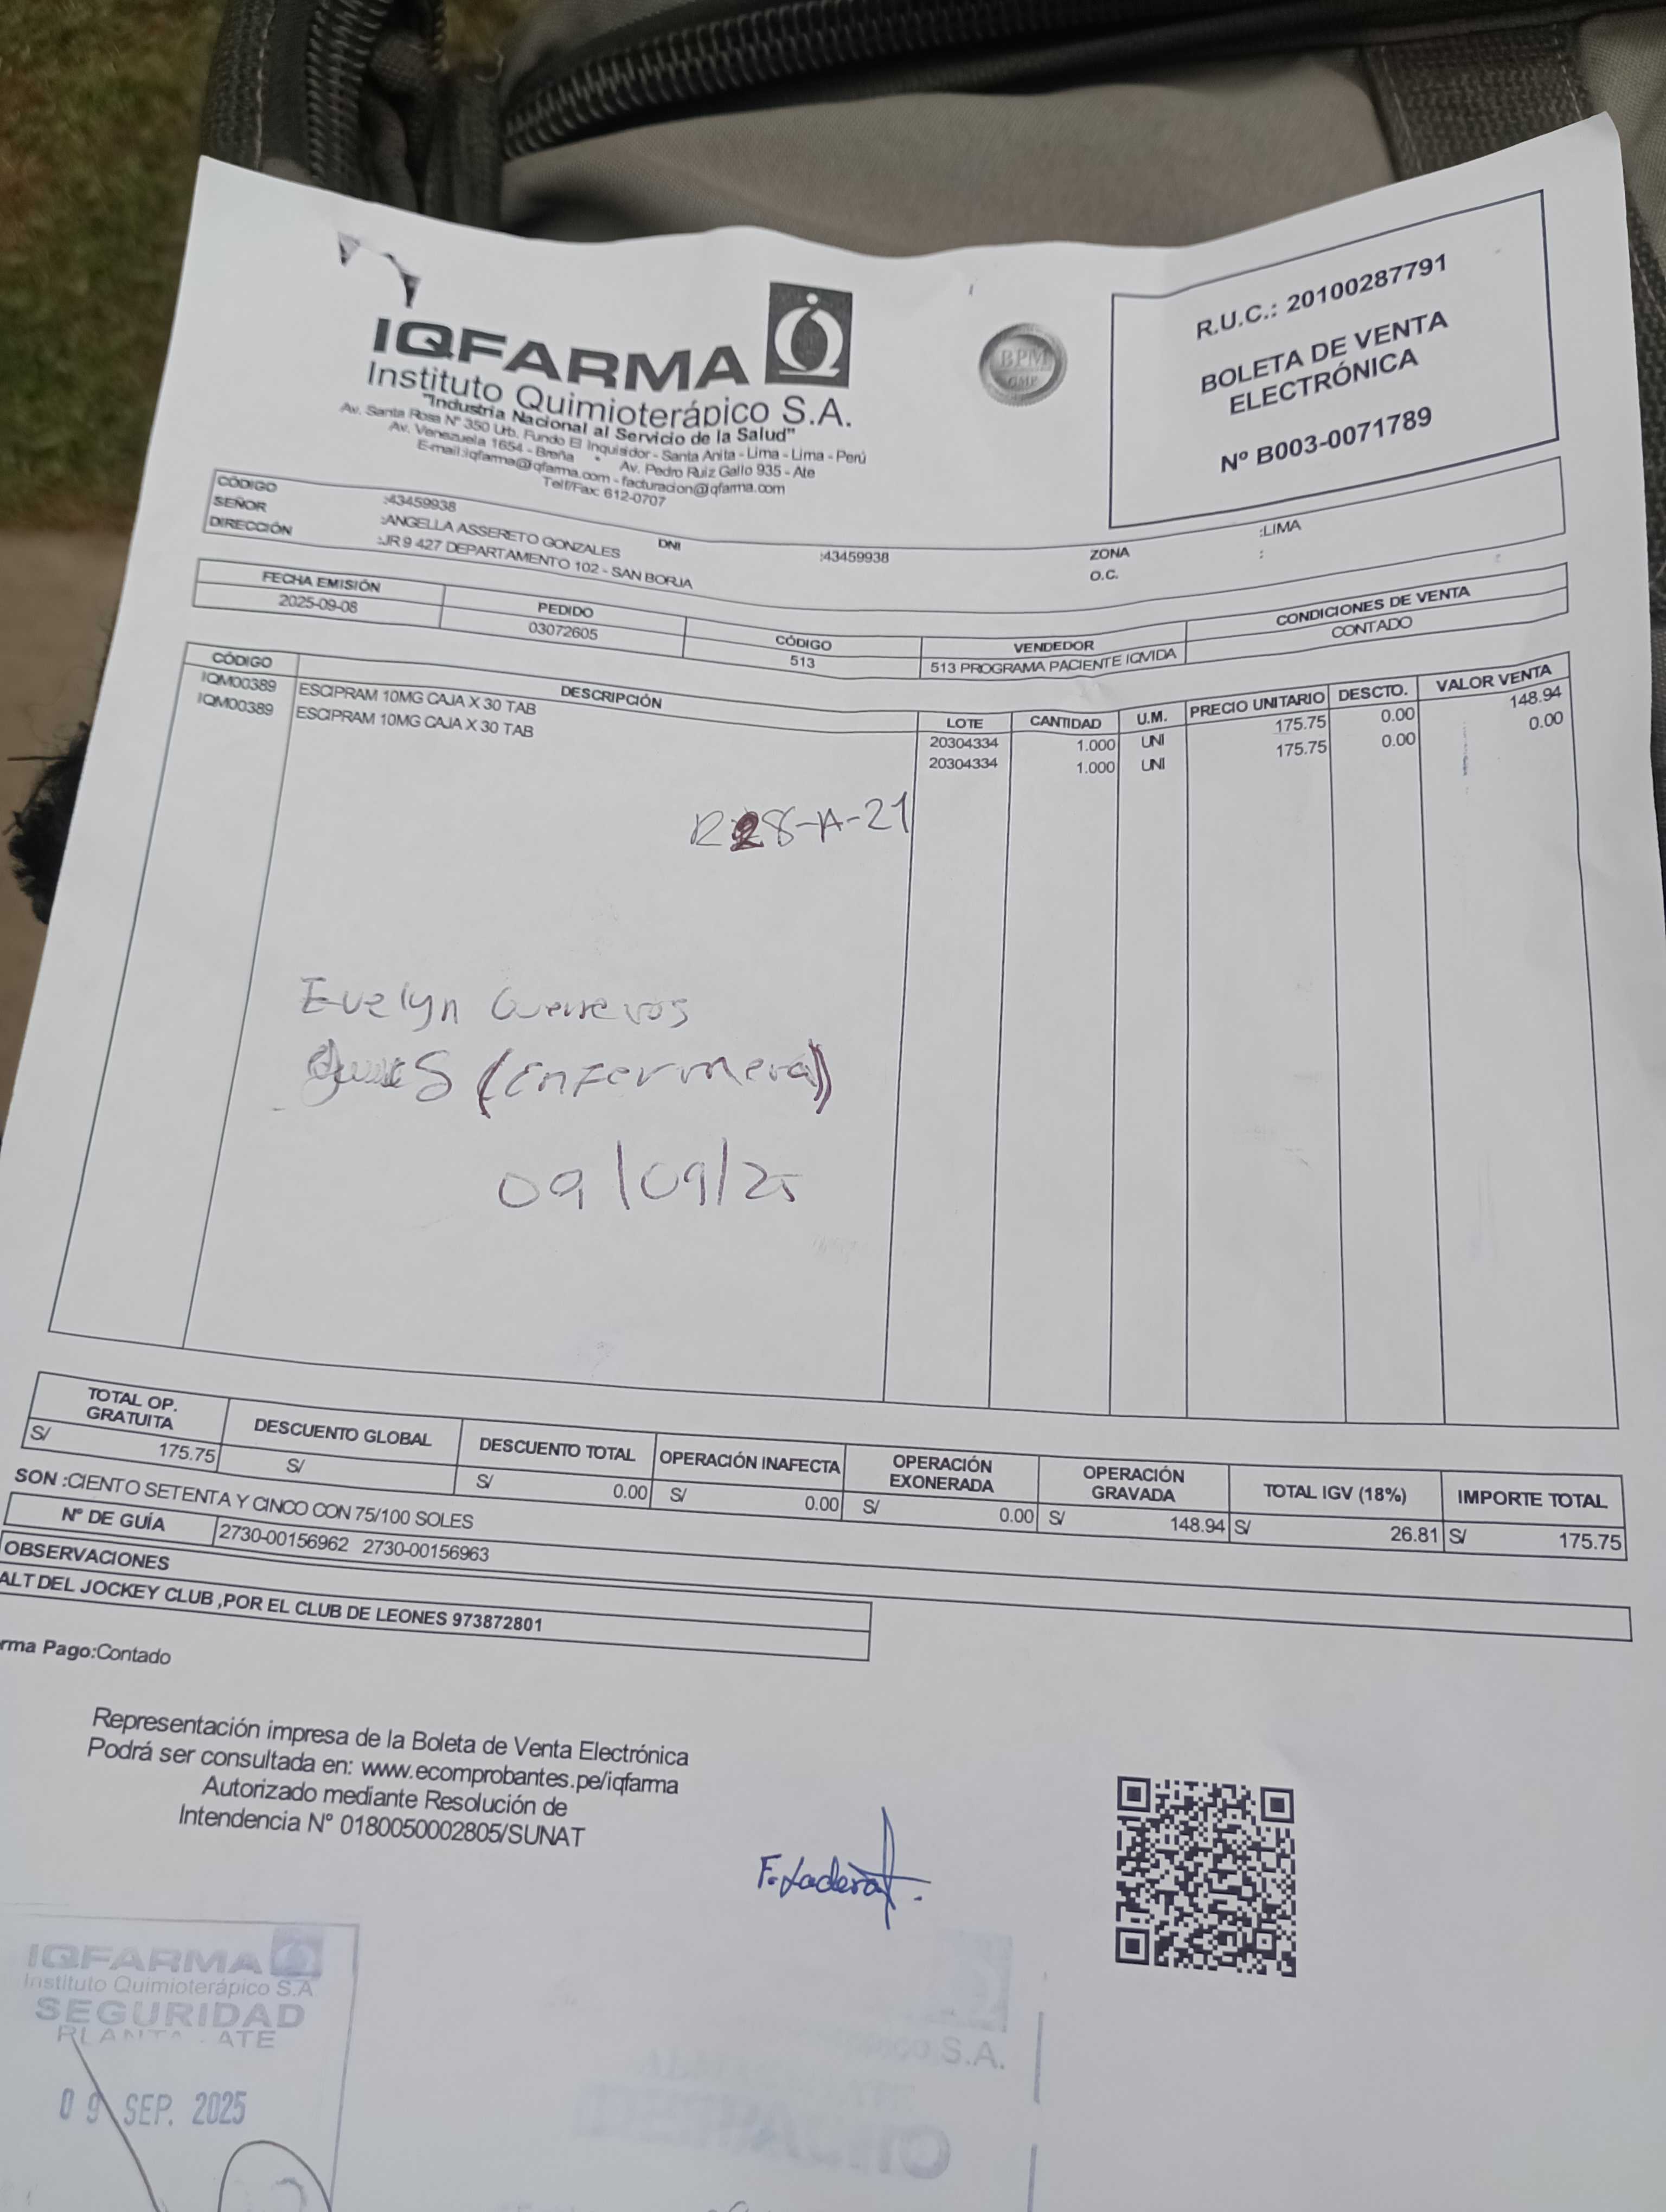 IQFARMA
Instituto Quimioterápico S.A.
"Industria Nacional al Servicio de la Salud"
Av. Santa Rosa Nº 350 Urb. Fundo El Inquisidor - Santa Anita - Lima - Lima - Perú
Av. Venezuela 1654 - Breña * Av. Pedro Ruiz Gallo 935 - Ate
E-mail:iqfarma@iqfarma.com - facturacion@iqfarma.com
Telf/Fax: 612-0707
BPM
GMP
R.U.C.: 20100287791
BOLETA DE VENTA
ELECTRÓNICA
Nº B003-0071789
CÓDIGO :43459938
SEÑOR :ANGELLA ASSERETO GONZALES DNI :43459938 ZONA :LIMA
DIRECCIÓN :JR 9 427 DEPARTAMENTO 102 - SAN BORJA O.C. :
FECHA EMISIÓN PEDIDO CÓDIGO VENDEDOR CONDICIONES DE VENTA
2025-09-08 03072605 513 513 PROGRAMA PACIENTE IQVIDA CONTADO
CÓDIGO DESCRIPCIÓN LOTE CANTIDAD U.M. PRECIO UNITARIO DESCTO. VALOR VENTA
IQM00389 ESCIPRAM 10MG CAJA X 30 TAB 20304334 1.000 UNI 175.75 0.00 148.94
IQM00389 ESCIPRAM 10MG CAJA X 30 TAB 20304334 1.000 UNI 175.75 0.00 0.00
R28-A-21
Evelyn
(Enfermera)
09/09/25
TOTAL OP. GRATUITA DESCUENTO GLOBAL DESCUENTO TOTAL OPERACIÓN INAFECTA OPERACIÓN EXONERADA OPERACIÓN GRAVADA TOTAL IGV (18%) IMPORTE TOTAL
S/ 175.75 S/ S/ 0.00 S/ 0.00 S/ 0.00 S/ 148.94 S/ 26.81 S/ 175.75
SON :CIENTO SETENTA Y CINCO CON 75/100 SOLES
Nº DE GUÍA 2730-00156962 2730-00156963
OBSERVACIONES
ALT DEL JOCKEY CLUB ,POR EL CLUB DE LEONES 973872801
rma Pago:Contado
Representación impresa de la Boleta de Venta Electrónica
Podrá ser consultada en: www.ecomprobantes.pe/iqfarma
Autorizado mediante Resolución de
Intendencia Nº 0180050002805/SUNAT
F. Ladera
IQFARMA
Instituto Quimioterápico S.A
SEGURIDAD
PLANTA - ATE
09 SEP. 2025
S.A.